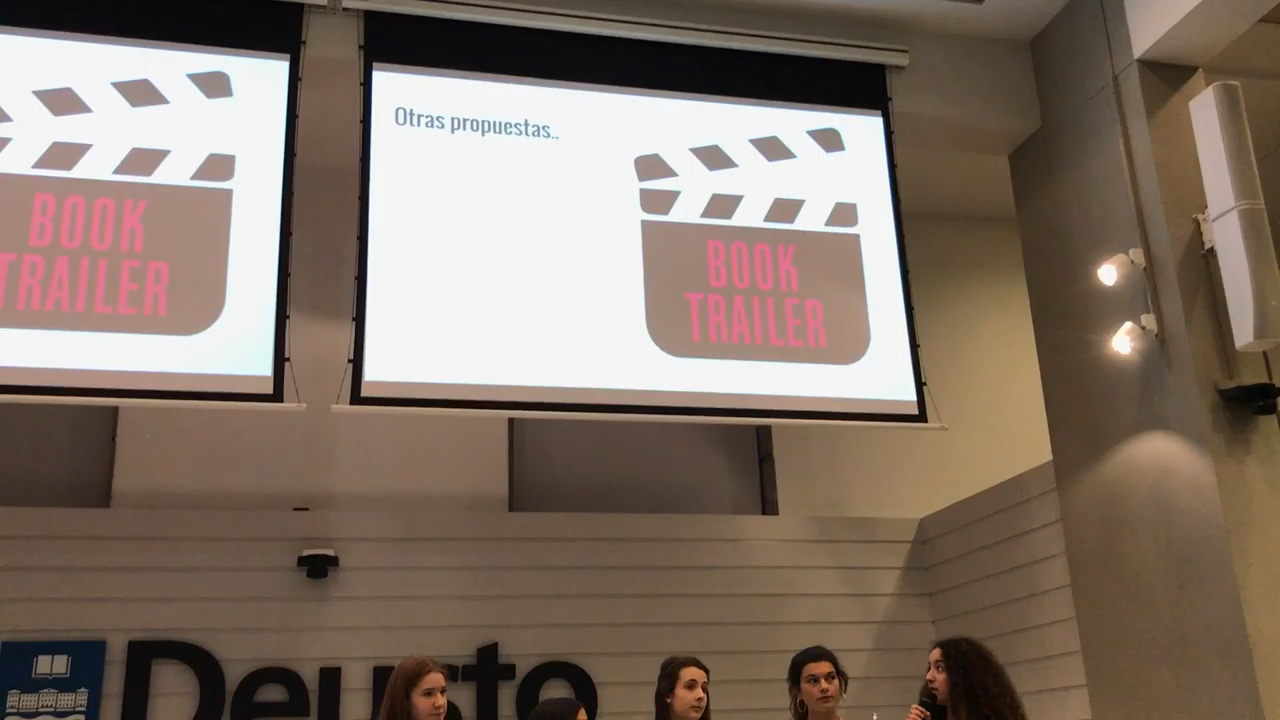 BOOK
TRAILER
Otras propuestas..
BOOK
TRAILER
Deusto